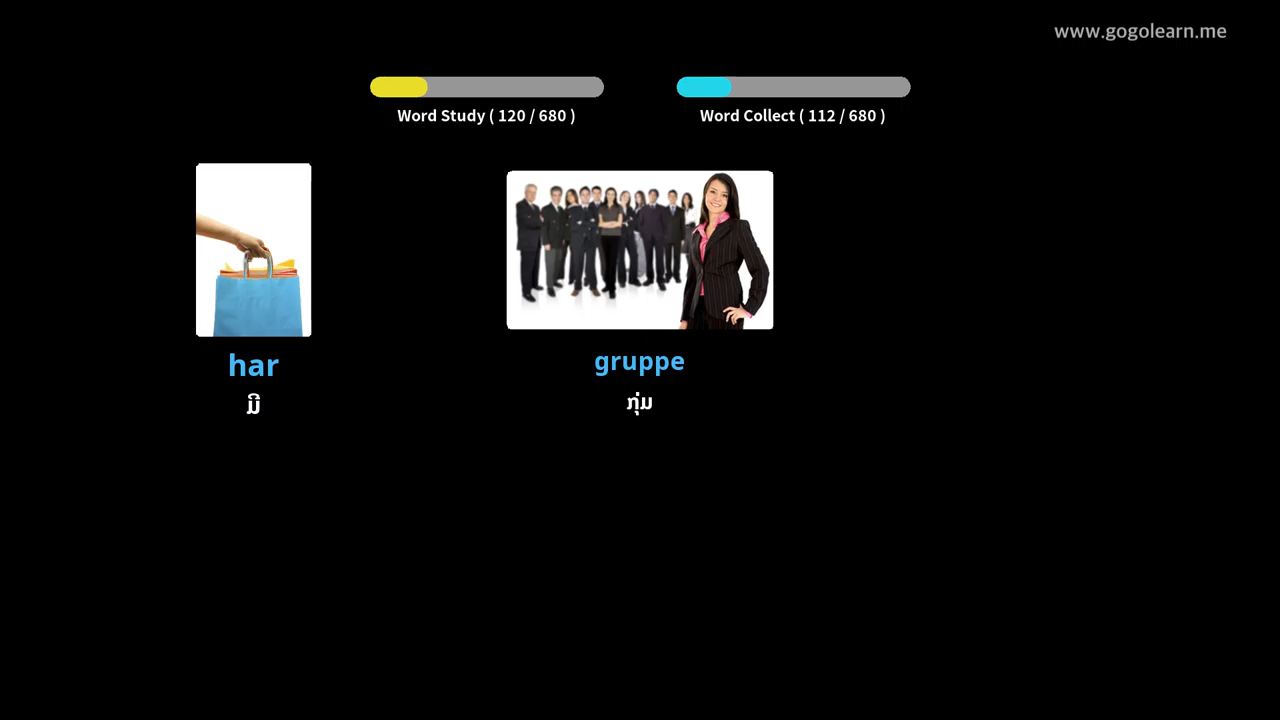 www.gogolearn.me
Word Study ( 120 / 680 )
Word Collect ( 112 / 680 )
har
ມີ
gruppe
ກຸ່ມ